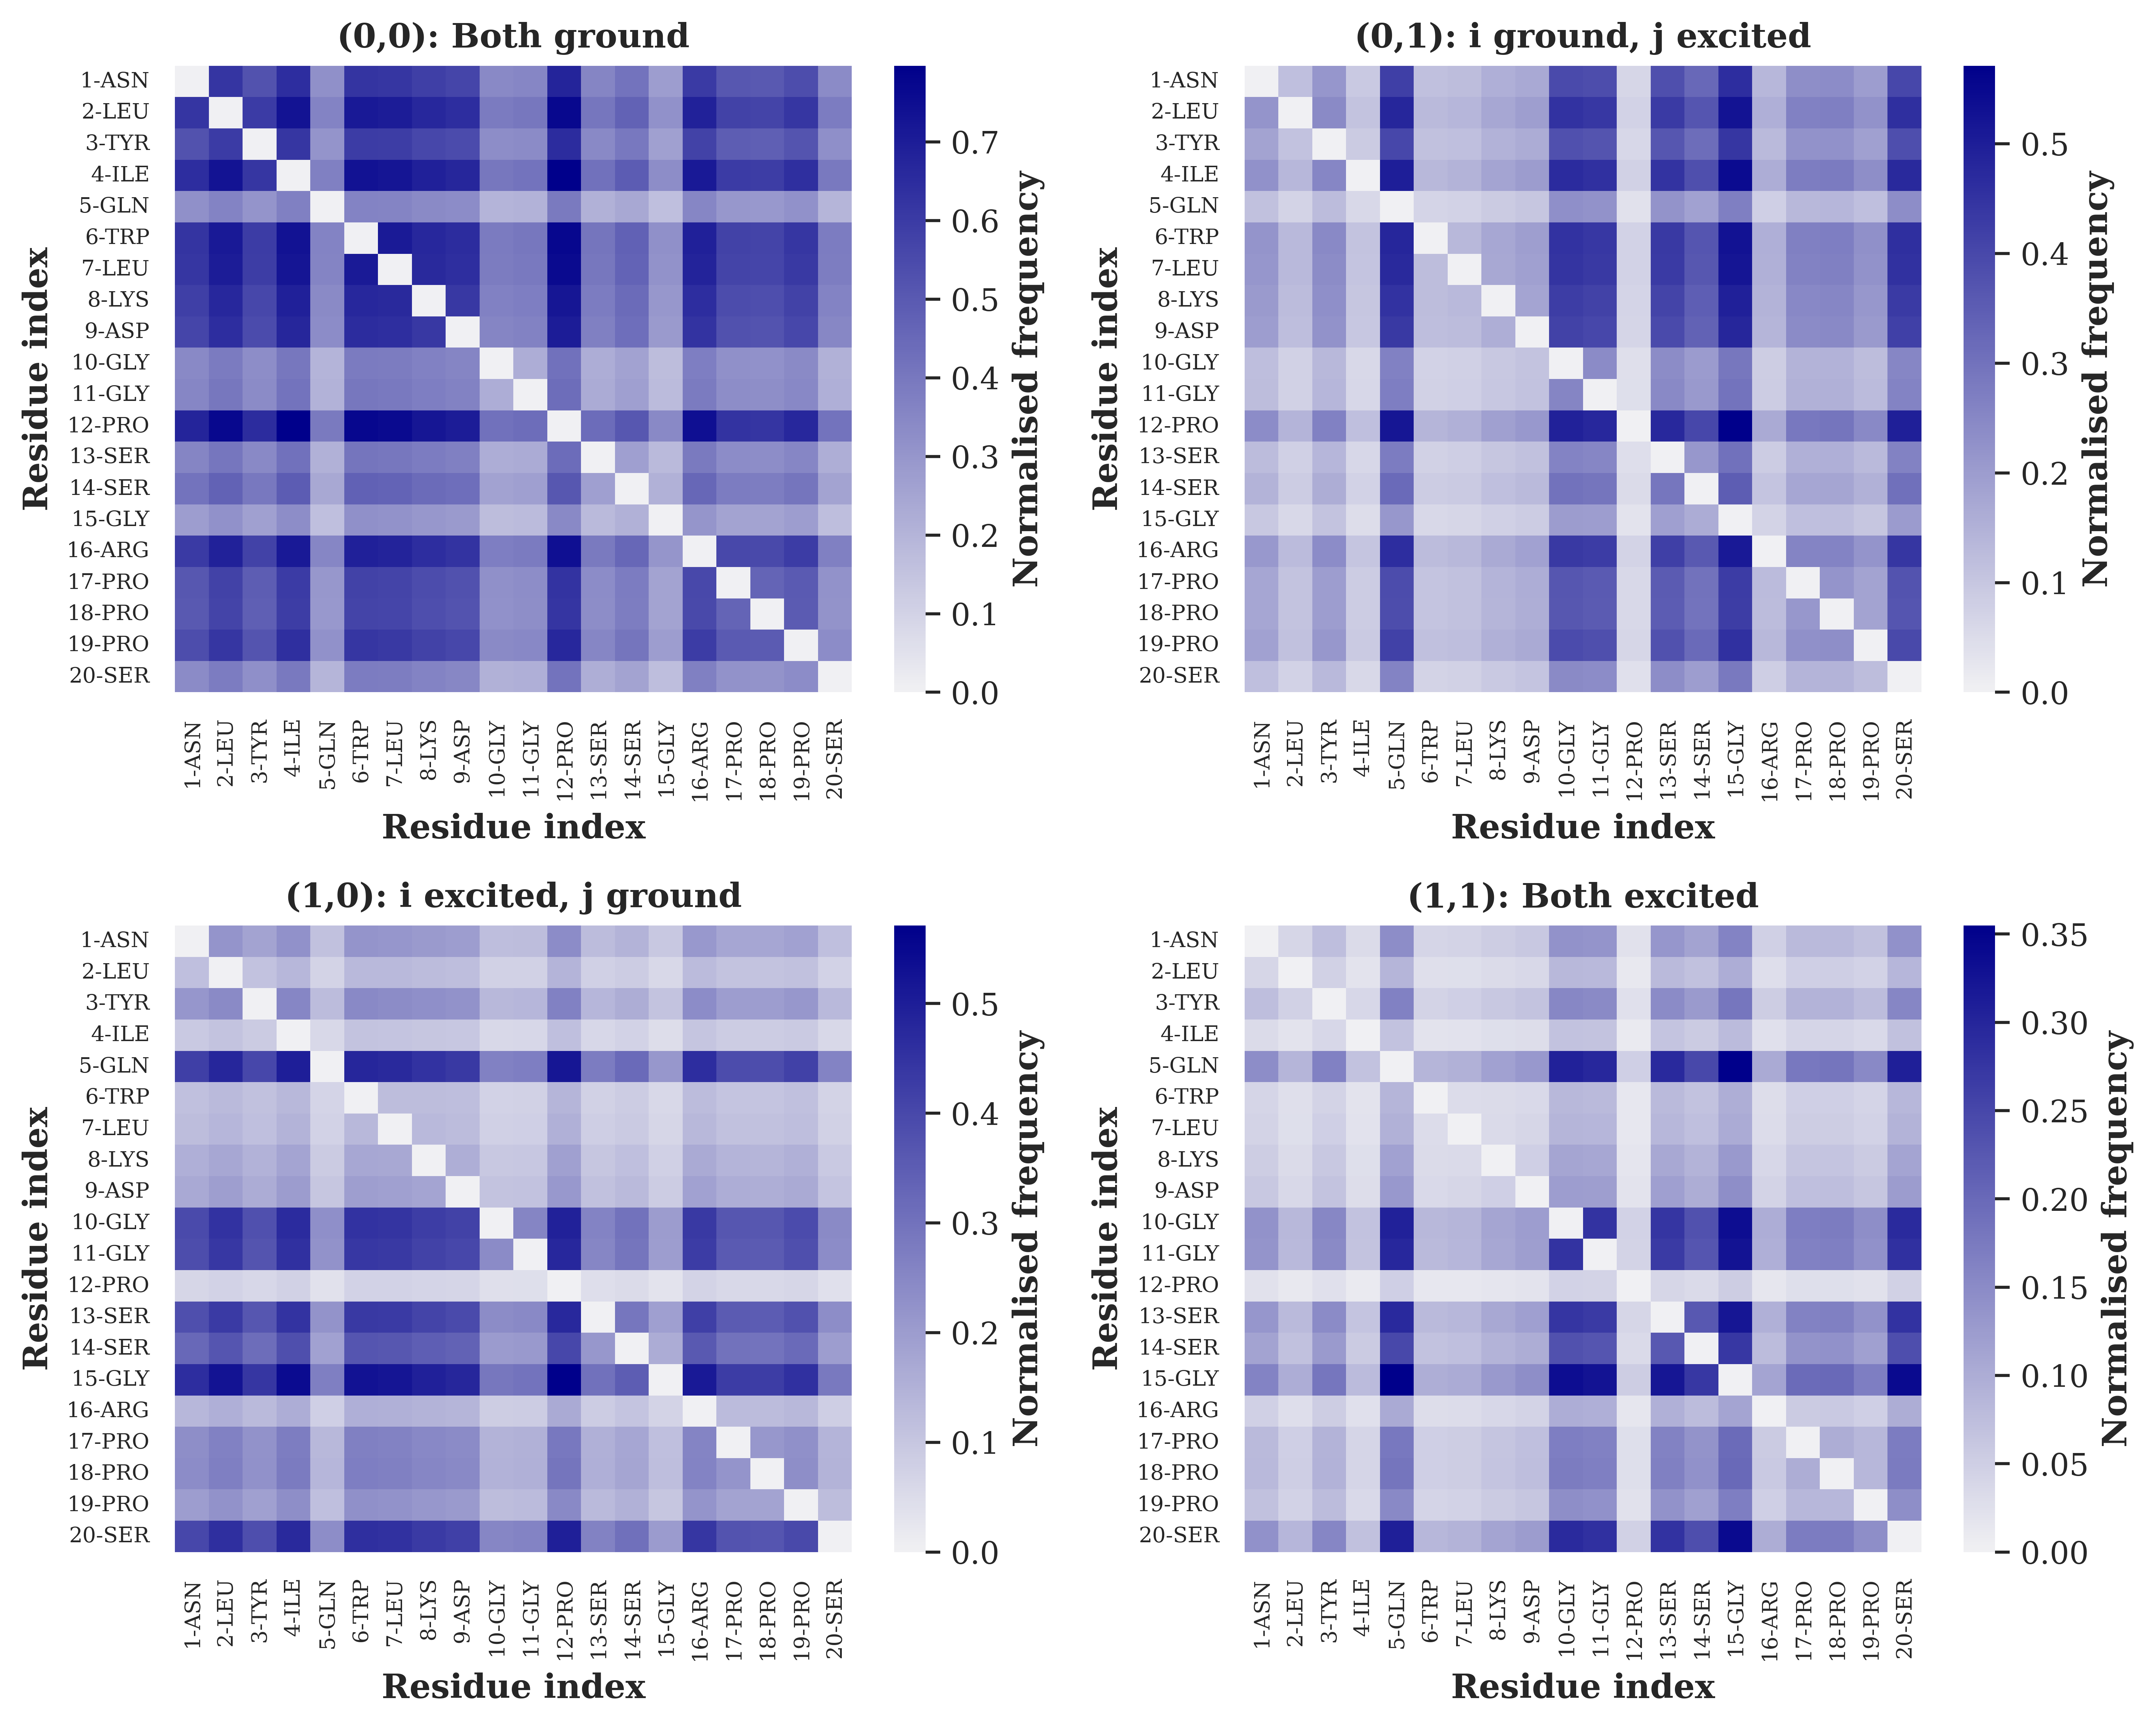 (0,0): Both ground
Residue index
1-ASN
2-LEU
3-TYR
4-ILE
5-GLN
6-TRP
7-LEU
8-LYS
9-ASP
10-GLY
11-GLY
12-PRO
13-SER
14-SER
15-GLY
16-ARG
17-PRO
18-PRO
19-PRO
20-SER
1-ASN 2-LEU 3-TYR 4-ILE 5-GLN 6-TRP 7-LEU 8-LYS 9-ASP 10-GLY 11-GLY 12-PRO 13-SER 14-SER 15-GLY 16-ARG 17-PRO 18-PRO 19-PRO 20-SER
Residue index
0.7
0.6
0.5
0.4
0.3
0.2
0.1
0.0
Normalised frequency
(0,1): i ground, j excited
Residue index
1-ASN
2-LEU
3-TYR
4-ILE
5-GLN
6-TRP
7-LEU
8-LYS
9-ASP
10-GLY
11-GLY
12-PRO
13-SER
14-SER
15-GLY
16-ARG
17-PRO
18-PRO
19-PRO
20-SER
1-ASN 2-LEU 3-TYR 4-ILE 5-GLN 6-TRP 7-LEU 8-LYS 9-ASP 10-GLY 11-GLY 12-PRO 13-SER 14-SER 15-GLY 16-ARG 17-PRO 18-PRO 19-PRO 20-SER
Residue index
0.5
0.4
0.3
0.2
0.1
0.0
Normalised frequency
(1,0): i excited, j ground
Residue index
1-ASN
2-LEU
3-TYR
4-ILE
5-GLN
6-TRP
7-LEU
8-LYS
9-ASP
10-GLY
11-GLY
12-PRO
13-SER
14-SER
15-GLY
16-ARG
17-PRO
18-PRO
19-PRO
20-SER
1-ASN 2-LEU 3-TYR 4-ILE 5-GLN 6-TRP 7-LEU 8-LYS 9-ASP 10-GLY 11-GLY 12-PRO 13-SER 14-SER 15-GLY 16-ARG 17-PRO 18-PRO 19-PRO 20-SER
Residue index
0.5
0.4
0.3
0.2
0.1
0.0
Normalised frequency
(1,1): Both excited
Residue index
1-ASN
2-LEU
3-TYR
4-ILE
5-GLN
6-TRP
7-LEU
8-LYS
9-ASP
10-GLY
11-GLY
12-PRO
13-SER
14-SER
15-GLY
16-ARG
17-PRO
18-PRO
19-PRO
20-SER
1-ASN 2-LEU 3-TYR 4-ILE 5-GLN 6-TRP 7-LEU 8-LYS 9-ASP 10-GLY 11-GLY 12-PRO 13-SER 14-SER 15-GLY 16-ARG 17-PRO 18-PRO 19-PRO 20-SER
Residue index
0.35
0.30
0.25
0.20
0.15
0.10
0.05
0.00
Normalised frequency